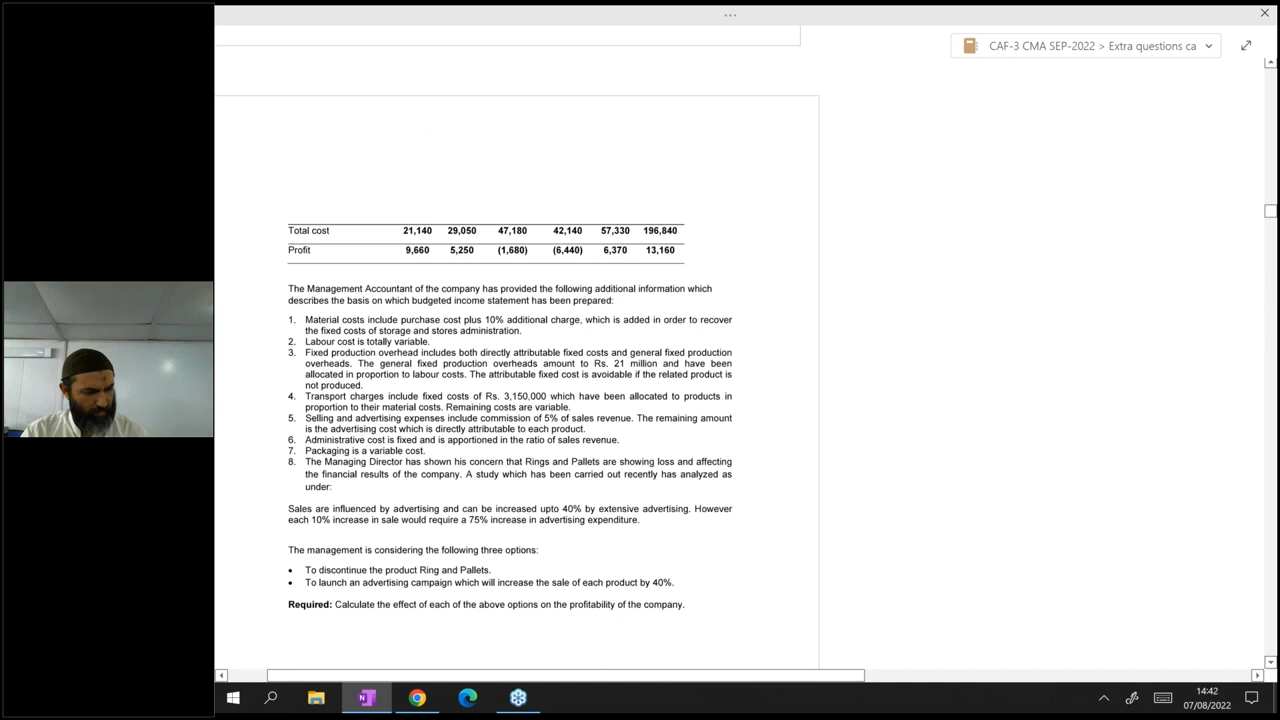 CAF-3 CMA SEP-2022 > Extra questions ca
Total cost 21,140 29,050 47,180 42,140 57,330 196,840
Profit 9,660 5,250 (1,680) (6,440) 6,370 13,160
The Management Accountant of the company has provided the following additional information which
describes the basis on which budgeted income statement has been prepared:
1. Material costs include purchase cost plus 10% additional charge, which is added in order to recover
the fixed costs of storage and stores administration.
2. Labour cost is totally variable.
3. Fixed production overhead includes both directly attributable fixed costs and general fixed production
overheads. The general fixed production overheads amount to Rs. 21 million and have been
allocated in proportion to labour costs. The attributable fixed cost is avoidable if the related product is
not produced.
4. Transport charges include fixed costs of Rs. 3,150,000 which have been allocated to products in
proportion to their material costs. Remaining costs are variable.
5. Selling and advertising expenses include commission of 5% of sales revenue. The remaining amount
is the advertising cost which is directly attributable to each product.
6. Administrative cost is fixed and is apportioned in the ratio of sales revenue.
7. Packaging is a variable cost.
8. The Managing Director has shown his concern that Rings and Pallets are showing loss and affecting
the financial results of the company. A study which has been carried out recently has analyzed as
under:
Sales are influenced by advertising and can be increased upto 40% by extensive advertising. However
each 10% increase in sale would require a 75% increase in advertising expenditure.
The management is considering the following three options:
• To discontinue the product Ring and Pallets.
• To launch an advertising campaign which will increase the sale of each product by 40%.
Required: Calculate the effect of each of the above options on the profitability of the company.
14:42
07/08/2022